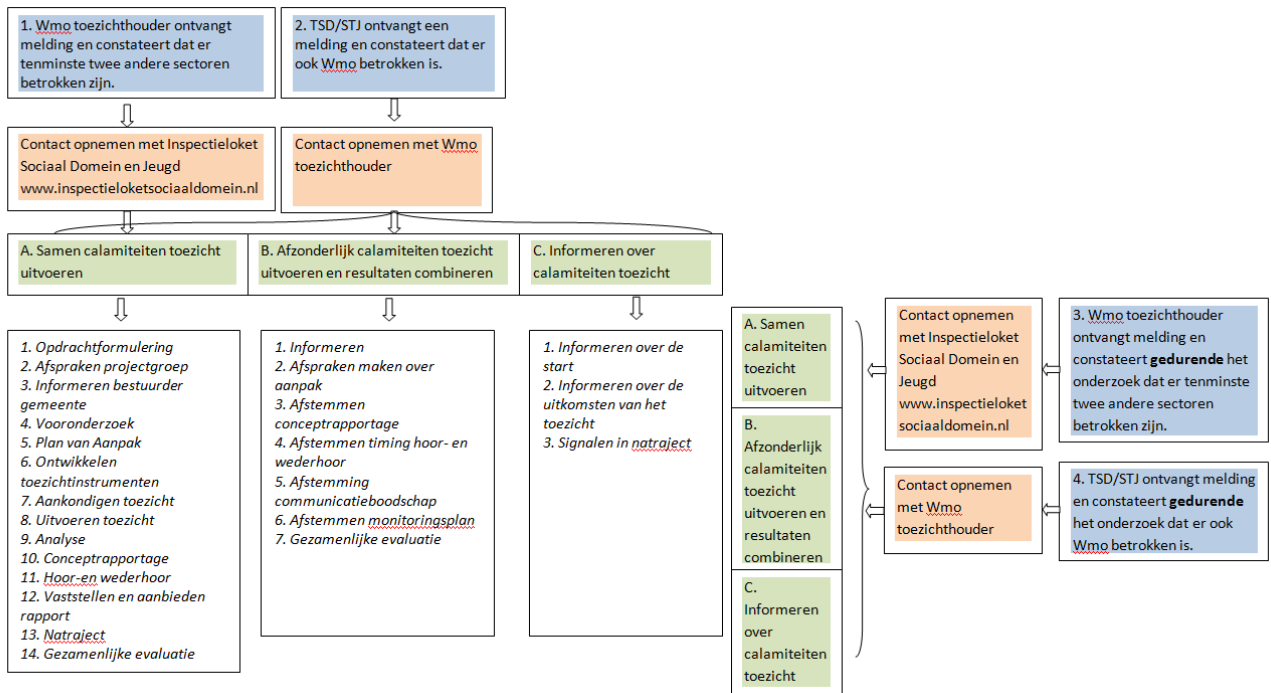 1. Wmo toezichthouder ontvangt
melding en constateert dat er
tenminste twee andere sectoren
betrokken zijn.
2. TSD/STJ ontvangt een
melding en constateert dat er
ook Wmo betrokken is.
Contact opnemen met Inspectieloket
Sociaal Domein en Jeugd
www.inspectieloketsociaaldomein.nl
Contact opnemen met Wmo
toezichthouder
A. Samen calamiteiten toezicht
uitvoeren
B. Afzonderlijk calamiteiten toezicht
uitvoeren en resultaten combineren
C. Informeren over
calamiteiten toezicht
1. Opdrachtformulering
2. Afspraken projectgroep
3. Informeren bestuurder
gemeente
4. Vooronderzoek
5. Plan van Aanpak
6. Ontwikkelen
toezichtinstrumenten
7. Aankondigen toezicht
8. Uitvoeren toezicht
9. Analyse
10. Conceptrapportage
11. Hoor-en wederhoor
12. Vaststellen en aanbieden
rapport
13. Natraject
14. Gezamenlijke evaluatie
1. Informeren
2. Afspraken maken over
aanpak
3. Afstemmen
conceptrapportage
4. Afstemmen timing hoor- en
wederhoor
5. Afstemming
communicatieboodschap
6. Afstemmen monitoringsplan
7. Gezamenlijke evaluatie
1. Informeren over de
start
2. Informeren over de
uitkomsten van het
toezicht
3. Signalen in natraject
A. Samen
calamiteiten
toezicht
uitvoeren
B.
Afzonderlijk
calamiteiten
toezicht
uitvoeren en
resultaten
combineren
C.
Informeren
over
calamiteiten
toezicht
Contact opnemen
met Inspectieloket
Sociaal Domein en
Jeugd
www.inspectieloket
sociaaldomein.nl
3. Wmo toezichthouder
ontvangt melding en
constateert gedurende het
onderzoek dat er tenminste
twee andere sectoren
betrokken zijn.
Contact opnemen
met Wmo
toezichthouder
4. TSD/STJ ontvangt melding
en constateert gedurende
het onderzoek dat er ook
Wmo betrokken is.